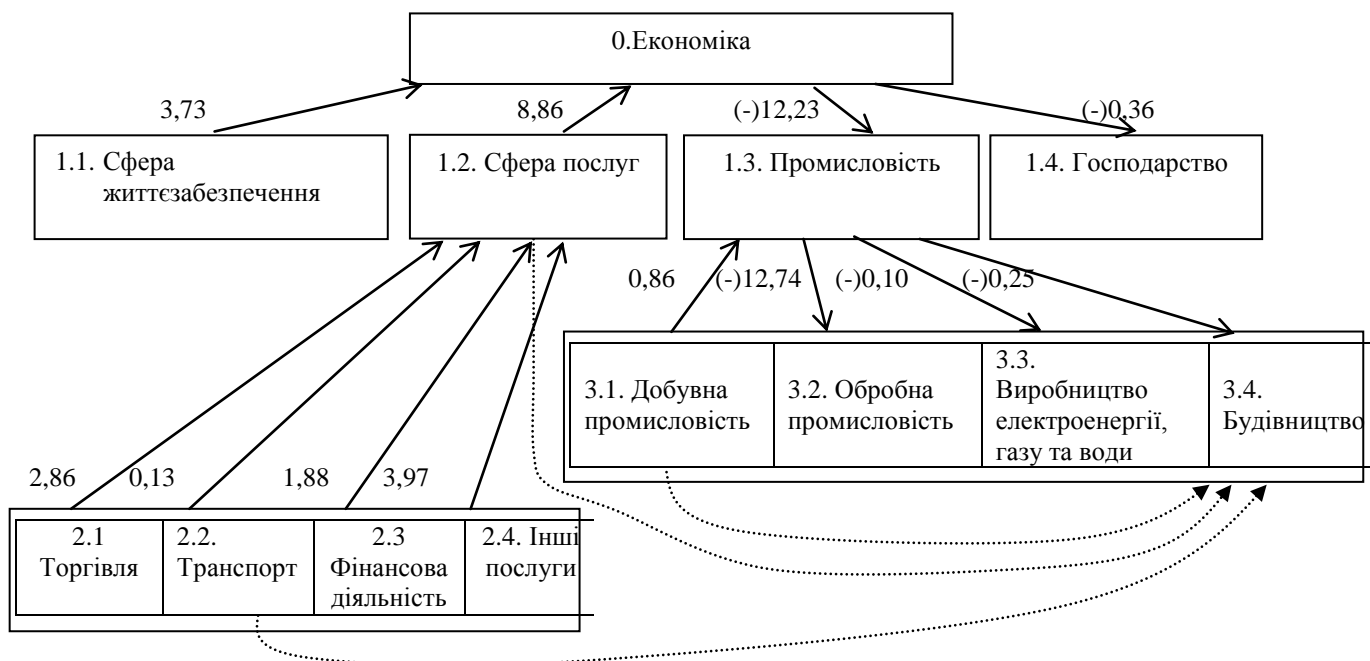 0.Економіка
3,73
8,86
(-)12,23
(-)0,36
1.1. Сфера
життєзабезпечення
1.2. Сфера послуг
1.3. Промисловість
1.4. Господарство
0,86
(-)12,74
(-)0,10
(-)0,25
3.1. Добувна
промисловість
3.2. Обробна
промисловість
3.3.
Виробництво
електроенергії,
газу та води
3.4.
Будівництво
2,86
0,13
1,88
3,97
2.1
Торгівля
2.2.
Транспорт
2.3
Фінансова
діяльність
2.4. Інші
послуги